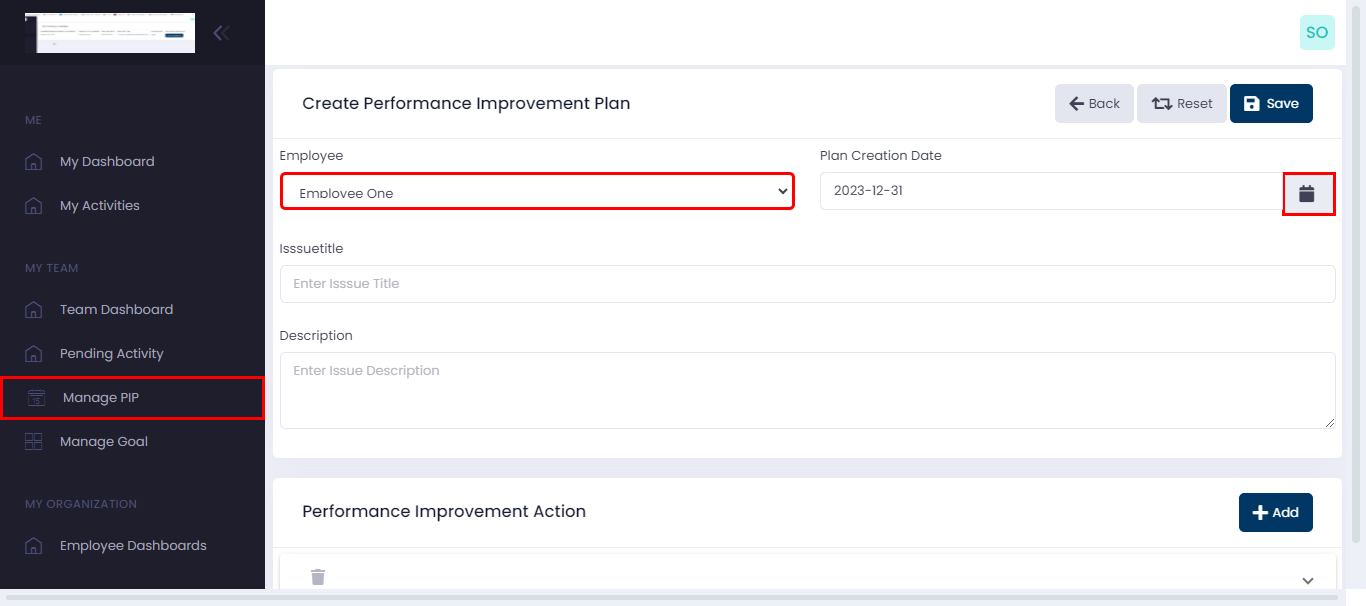 SO
ME
My Dashboard
My Activities
MY TEAM
Team Dashboard
Pending Activity
Manage PIP
Manage Goal
MY ORGANIZATION
Employee Dashboards
Create Performance Improvement Plan
Back
Reset
Save
Employee
Plan Creation Date
Employee One
2023-12-31
Isssuetitle
Enter Isssue Title
Description
Enter Issue Description
Performance Improvement Action
Add